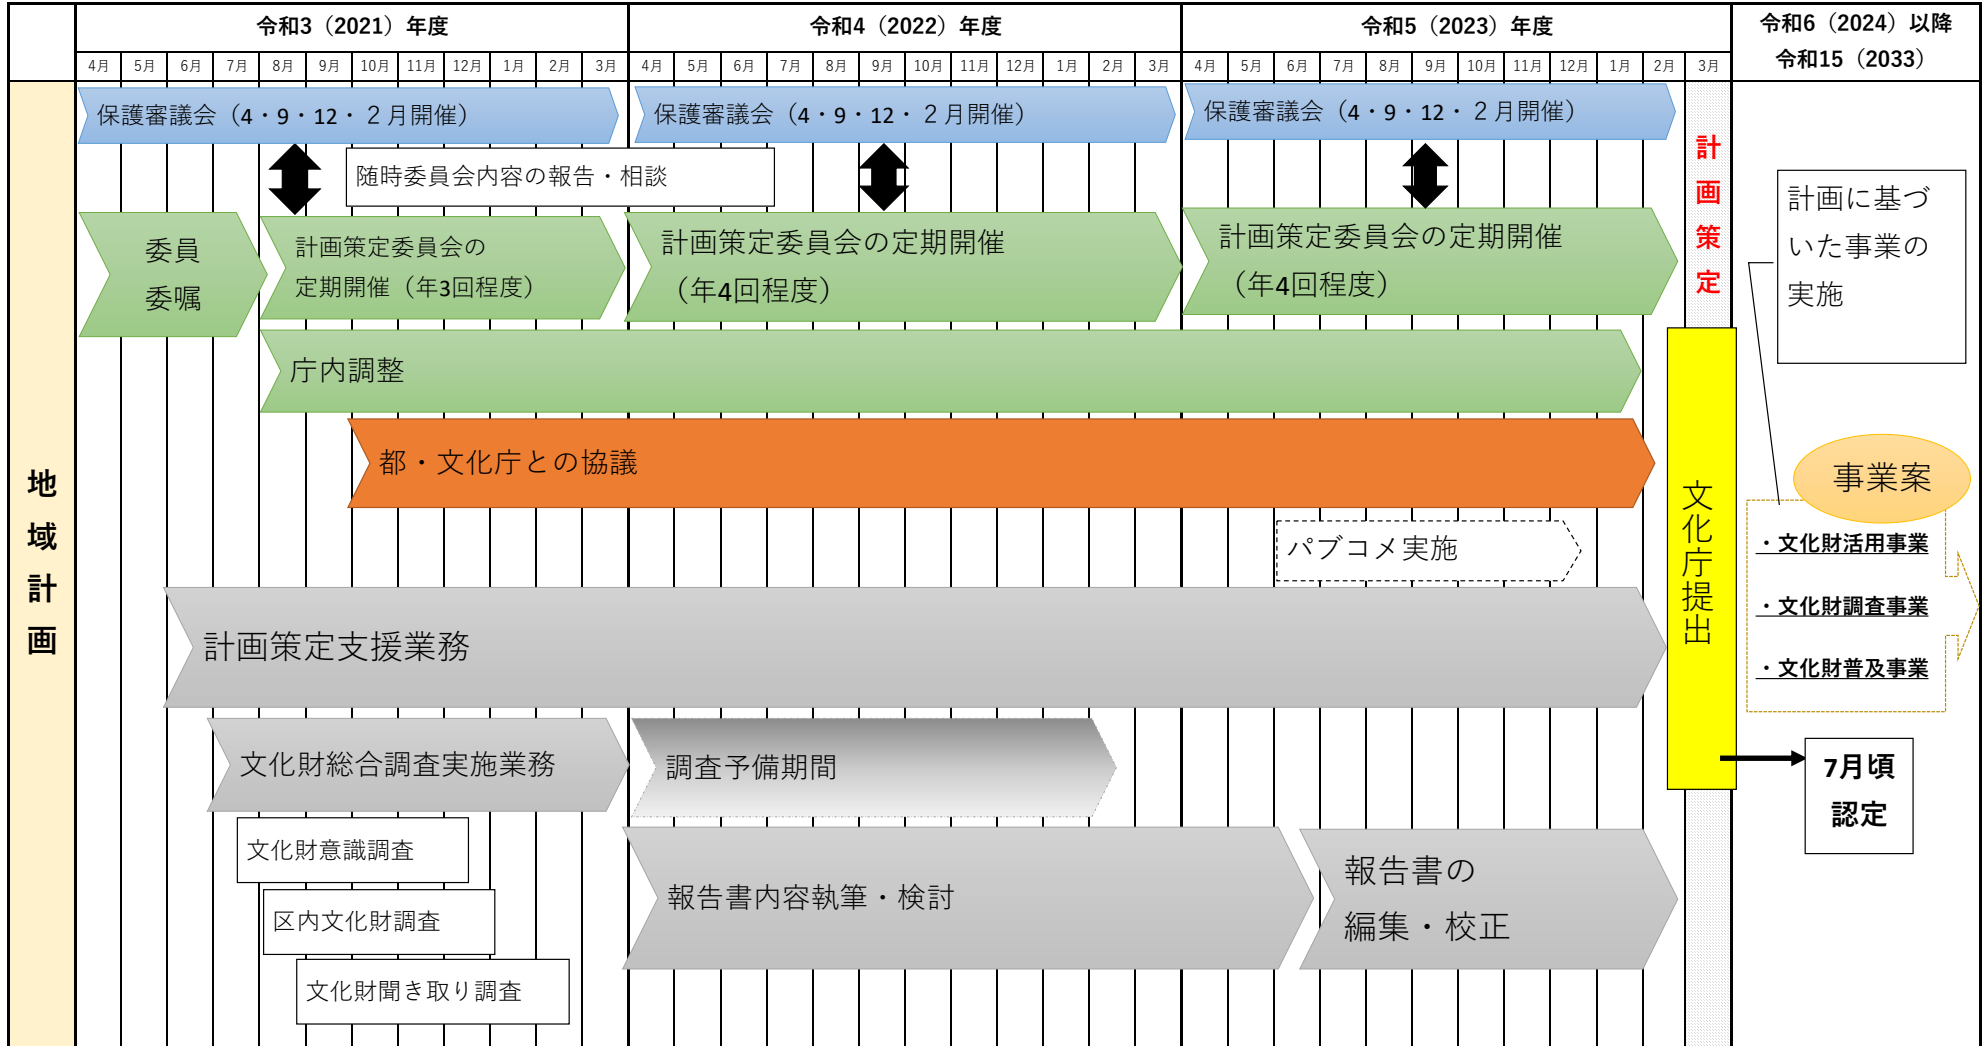 令和3（2021）年度
令和4（2022）年度
令和5（2023）年度
令和6（2024）以降
令和15（2033）
4月 5月 6月 7月 8月 9月 10月 11月 12月 1月 2月 3月 4月 5月 6月 7月 8月 9月 10月 11月 12月 1月 2月 3月 4月 5月 6月 7月 8月 9月 10月 11月 12月 1月 2月 3月
地域計画
保護審議会（4・9・12・２月開催）
保護審議会（4・9・12・２月開催）
保護審議会（4・9・12・２月開催）
随時委員会内容の報告・相談
計画策定
委員
委嘱
計画策定委員会の
定期開催（年3回程度）
計画策定委員会の定期開催
（年4回程度）
計画策定委員会の定期開催
（年4回程度）
計画に基づ
いた事業の
実施
庁内調整
都・文化庁との協議
文化庁提出
事業案
パブコメ実施
・文化財活用事業
・文化財調査事業
・文化財普及事業
計画策定支援業務
文化財総合調査実施業務
調査予備期間
7月頃
認定
文化財意識調査
区内文化財調査
文化財聞き取り調査
報告書内容執筆・検討
報告書の
編集・校正